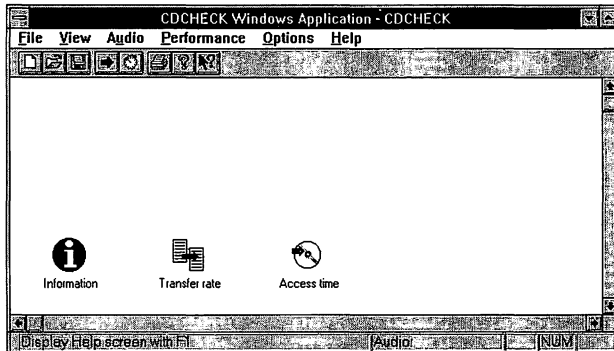 CDCHECK Windows Application - CDCHECK
File View Audio Performance Options Help
Information Transfer rate Access time
Display Help screen with F1 Audio: NUM